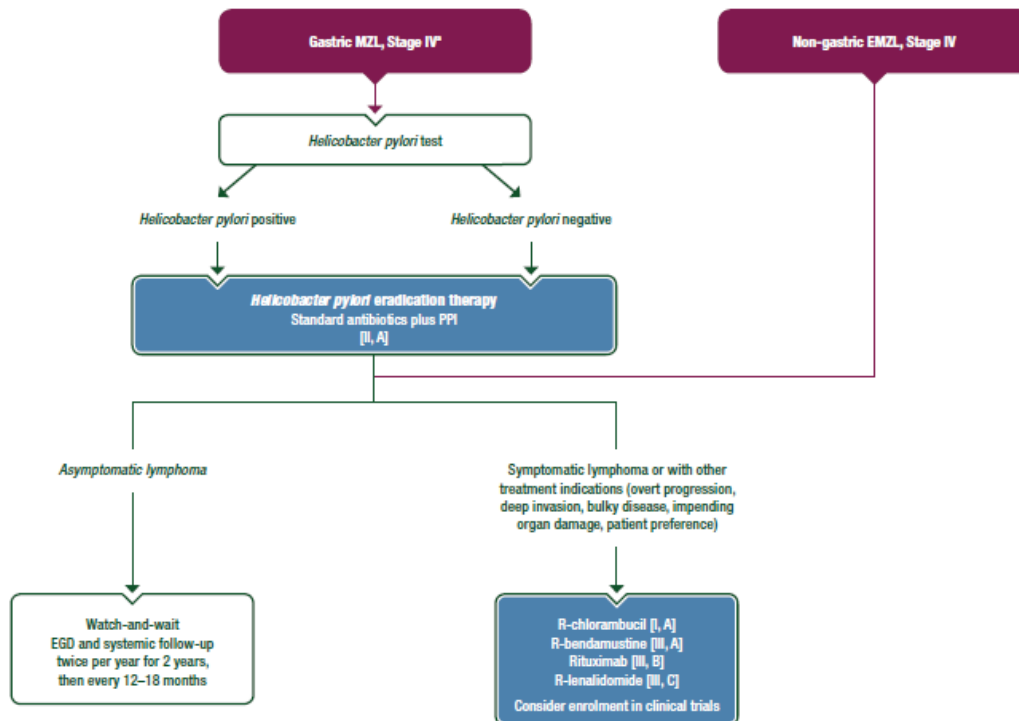 Gastric MZL, Stage IVª
Non-gastric EMZL, Stage IV
Helicobacter pylori test
Helicobacter pylori positive
Helicobacter pylori negative
Helicobacter pylori eradication therapy
Standard antibiotics plus PPI
[II, A]
Asymptomatic lymphoma
Symptomatic lymphoma or with other
treatment indications (overt progression,
deep invasion, bulky disease, impending
organ damage, patient preference)
Watch-and-wait
EGD and systemic follow-up
twice per year for 2 years,
then every 12–18 months
R-chlorambucil [I, A]
R-bendamustine [III, A]
Rituximab [III, B]
R-lenalidomide [III, C]
Consider enrolment in clinical trials